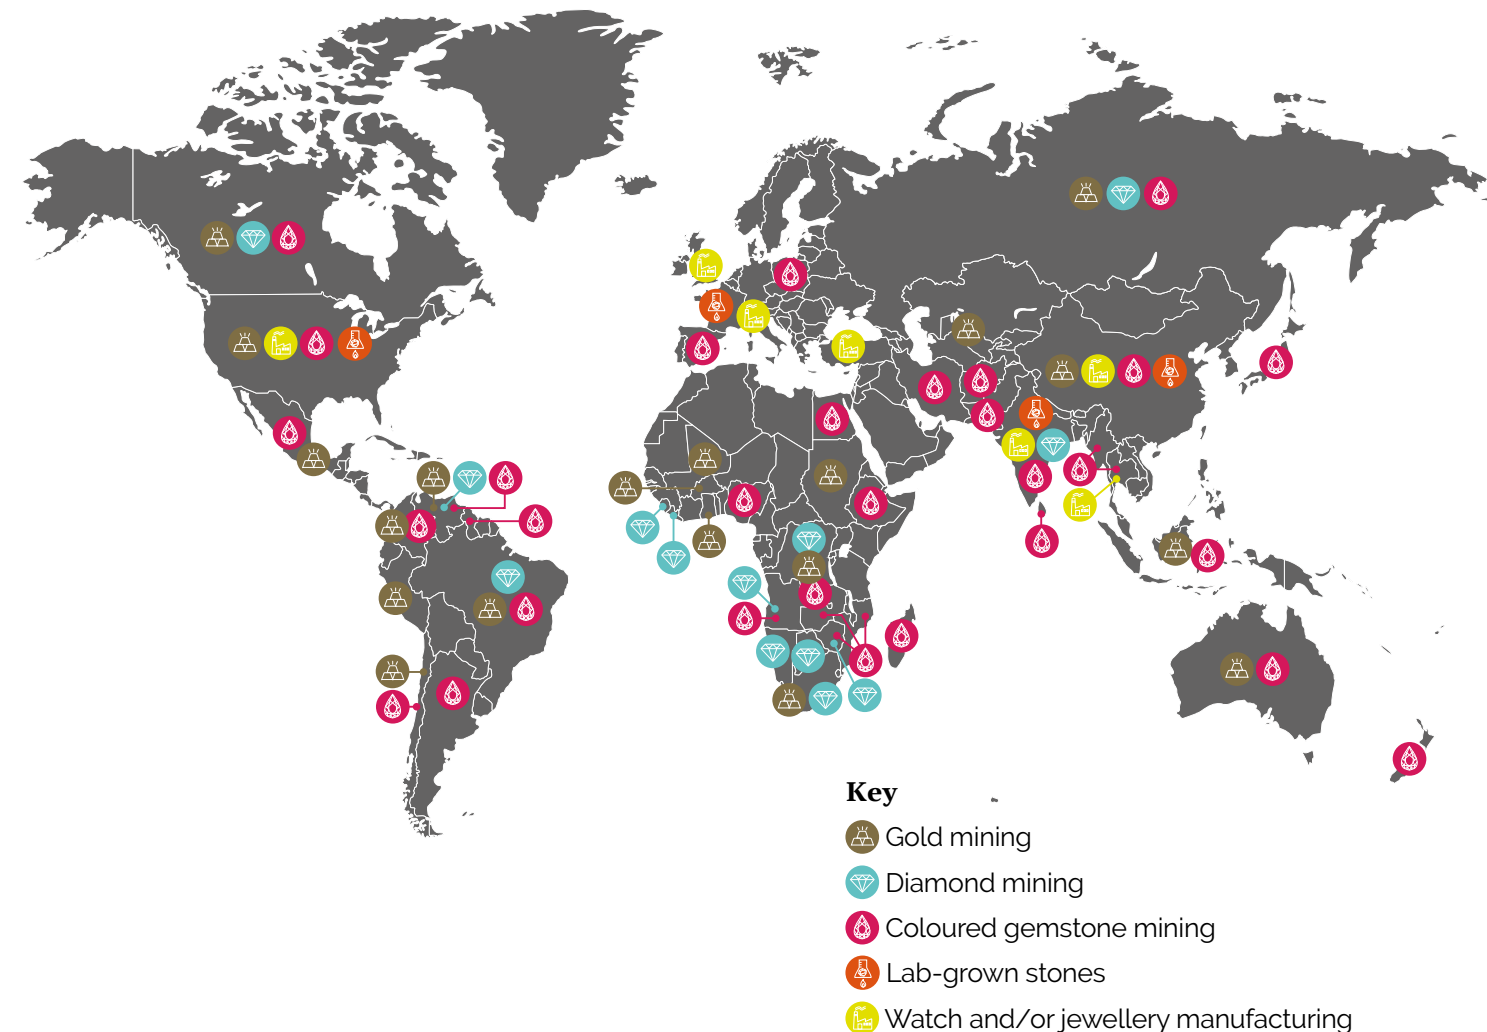 Key
Gold mining
Diamond mining
Coloured gemstone mining
Lab-grown stones
Watch and/or jewellery manufacturing